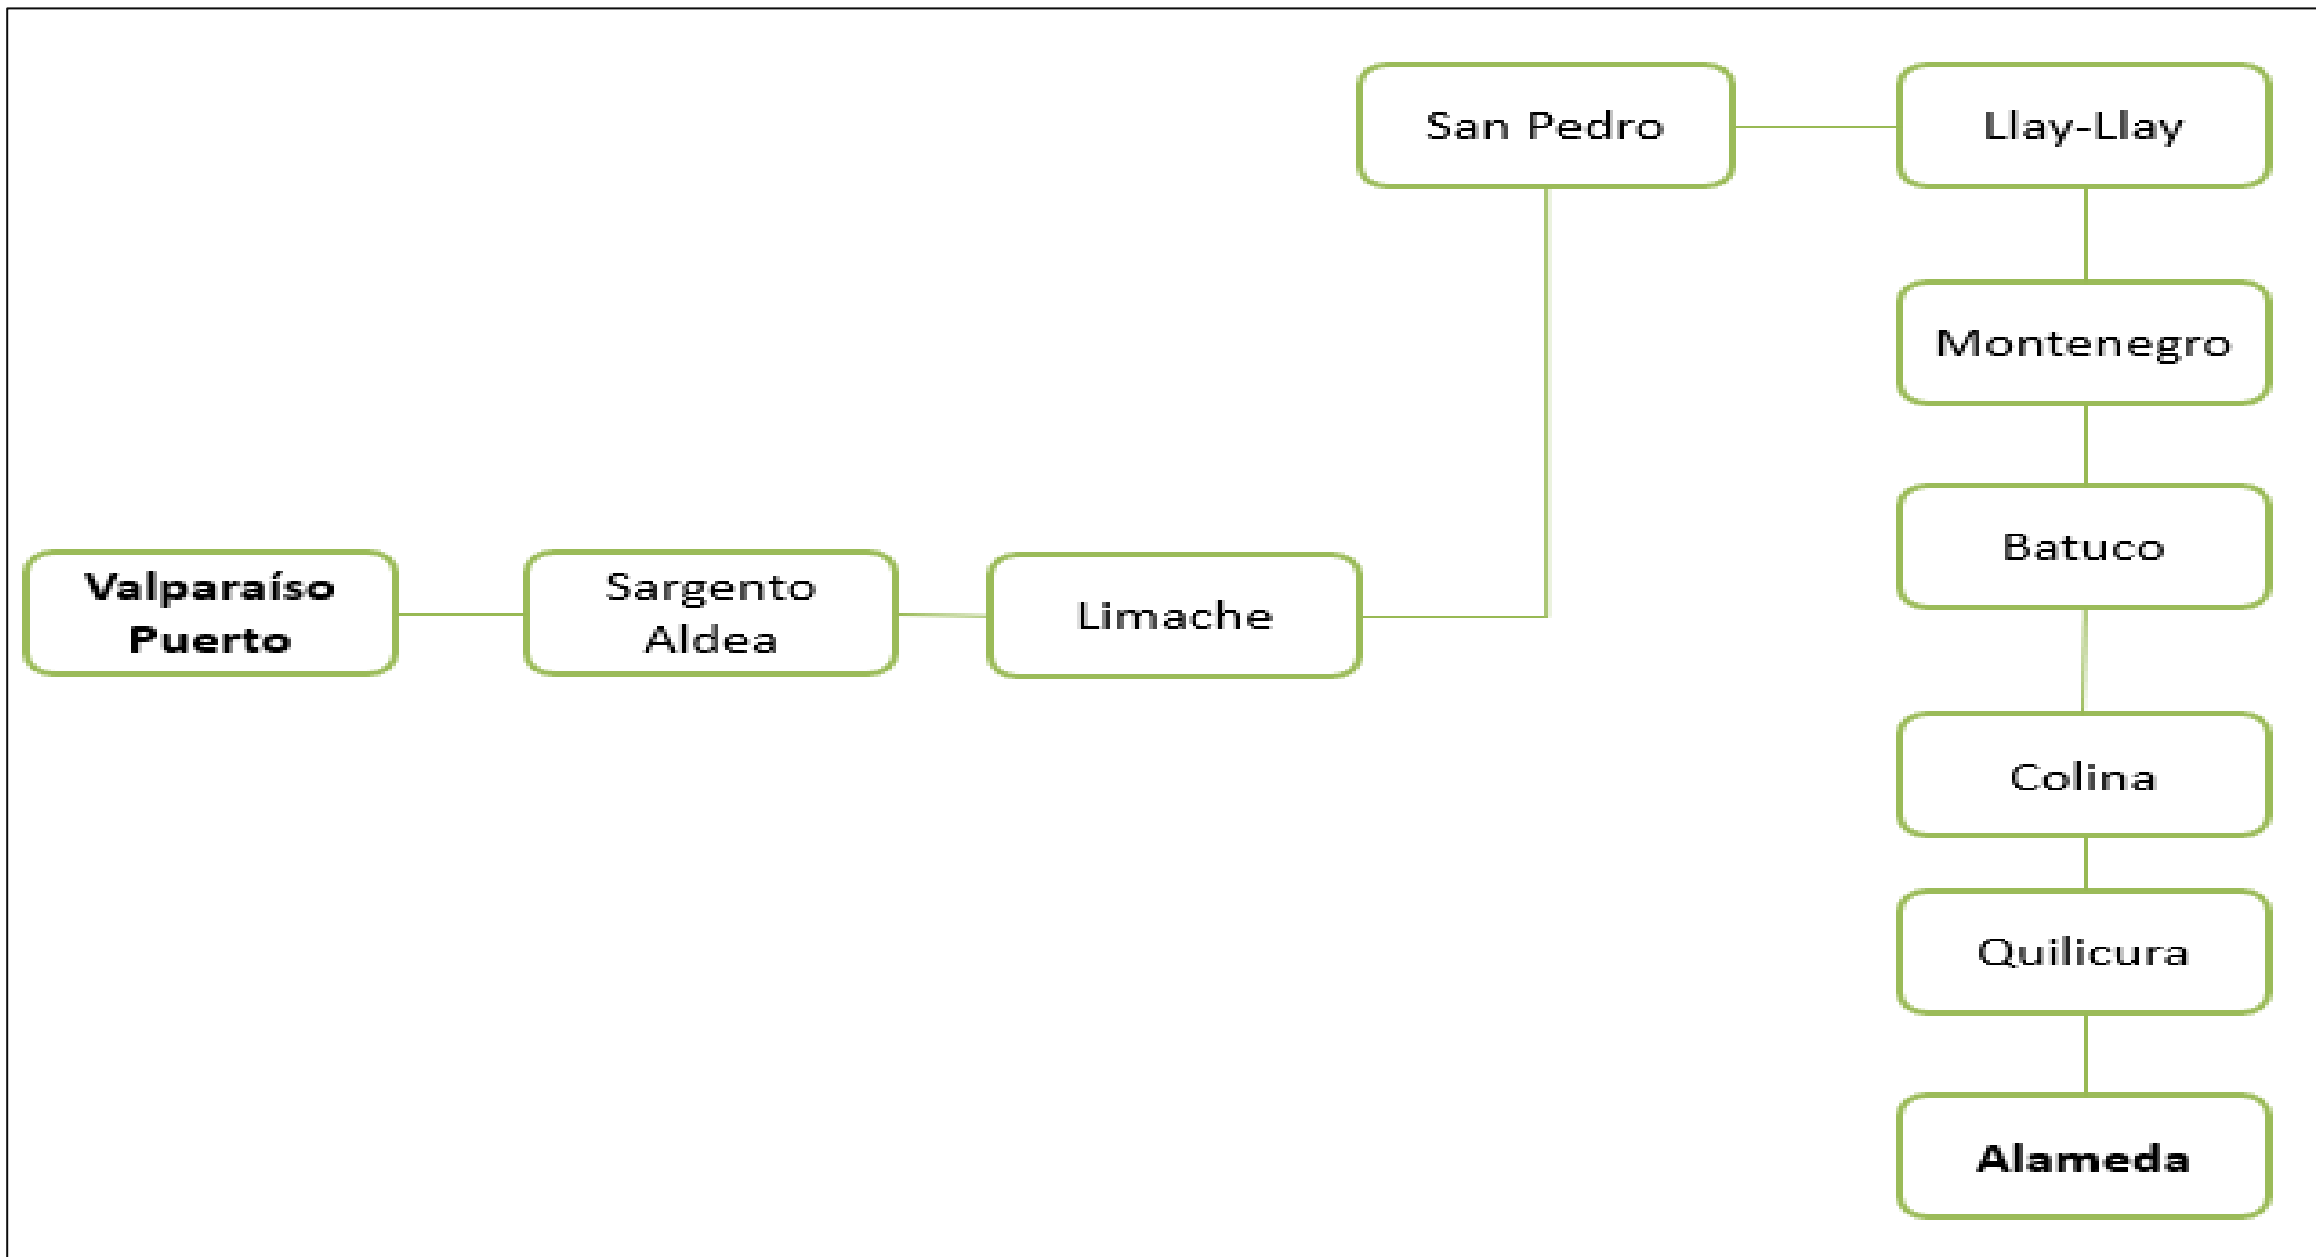 San Pedro
Llay-Llay
Montenegro
Batuco
Valparaíso
Puerto
Sargento
Aldea
Limache
Colina
Quilicura
Alameda